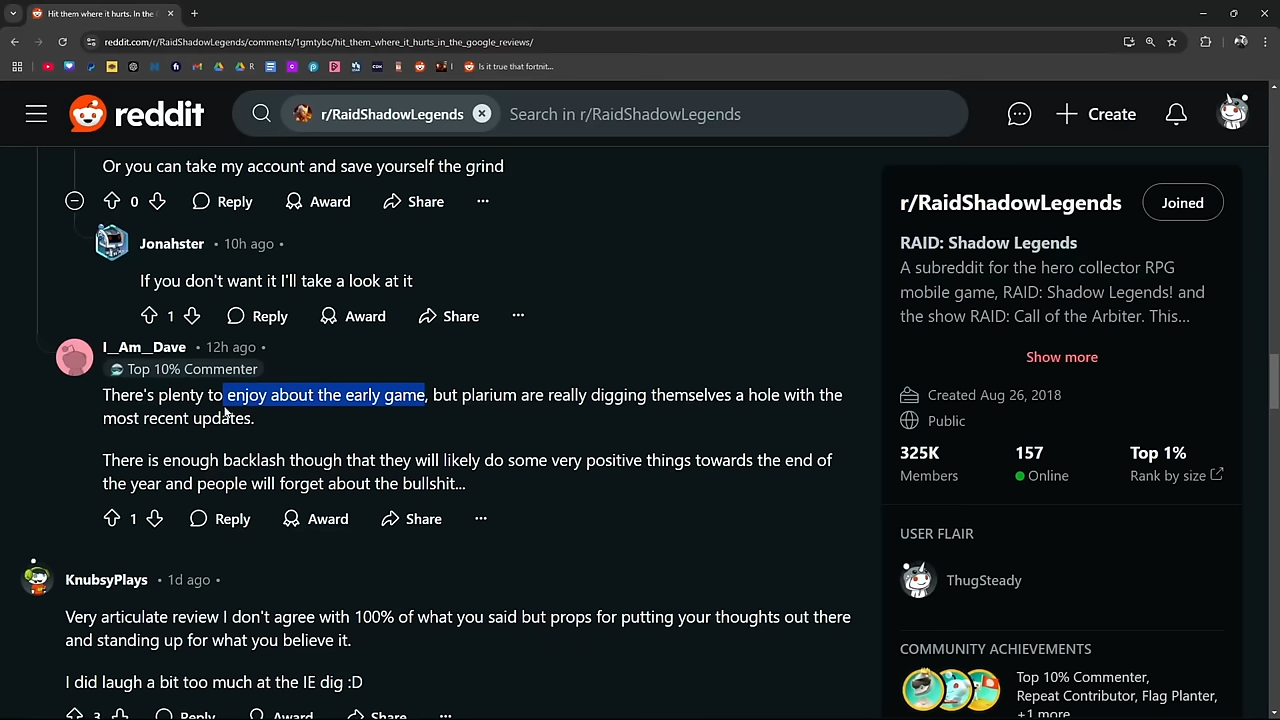 Hit them where it hurts. In the
reddit.com/r/RaidShadowLegends/comments/1gmtybc/hit_them_where_it_hurts_in_the_google_reviews/
Is it true that fortnit...
reddit
r/RaidShadowLegends
Search in r/RaidShadowLegends
Create
Or you can take my account and save yourself the grind
0 Reply Award Share
Jonahster • 10h ago •
If you don't want it I'll take a look at it
1 Reply Award Share
I__Am__Dave • 12h ago •
Top 10% Commenter
There's plenty to enjoy about the early game, but plarium are really digging themselves a hole with the
most recent updates.
There is enough backlash though that they will likely do some very positive things towards the end of
the year and people will forget about the bullshit...
1 Reply Award Share
KnubsyPlays • 1d ago •
Very articulate review I don't agree with 100% of what you said but props for putting your thoughts out there
and standing up for what you believe it.
I did laugh a bit too much at the IE dig :D
3 Reply Award Share
r/RaidShadowLegends
Joined
RAID: Shadow Legends
A subreddit for the hero collector RPG
mobile game, RAID: Shadow Legends! and
the show RAID: Call of the Arbiter. This...
Show more
Created Aug 26, 2018
Public
325K 157 Top 1%
Members Online Rank by size
USER FLAIR
ThugSteady
COMMUNITY ACHIEVEMENTS
Top 10% Commenter,
Repeat Contributor, Flag Planter,
+1 more